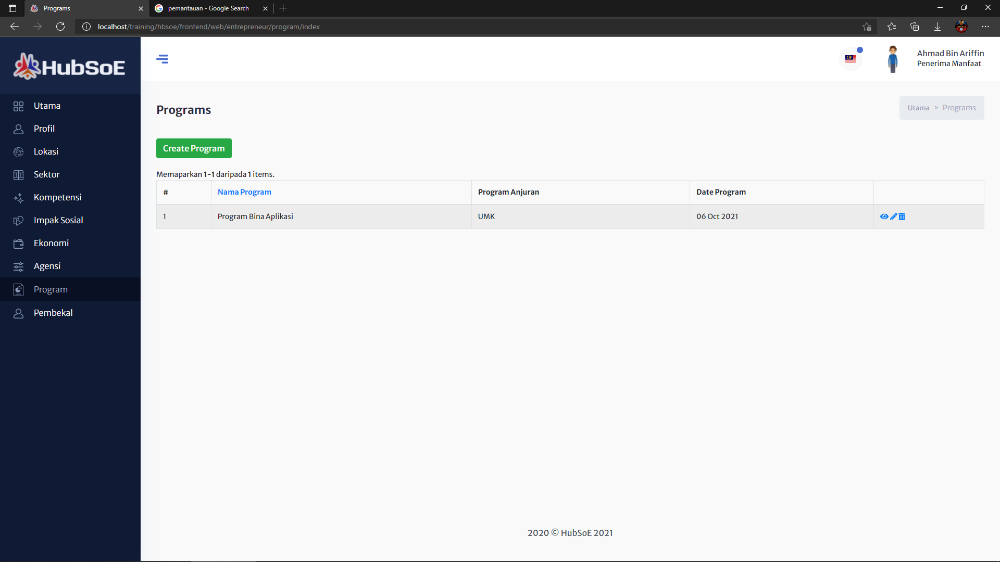 Programs
pemantauan - Google Search
localhost/training/hbsoe/frontend/web/entrepreneur/program/index
HubSoE
Ahmad Bin Ariffin
Penerima Manfaat
Utama
Profil
Lokasi
Sektor
Kompetensi
Impak Sosial
Ekonomi
Agensi
Program
Pembekal
Programs
Utama > Programs
Create Program
Memaparkan 1-1 daripada 1 items.
# Nama Program Program Anjuran Date Program
1 Program Bina Aplikasi UMK 06 Oct 2021
2020 © HubSoE 2021